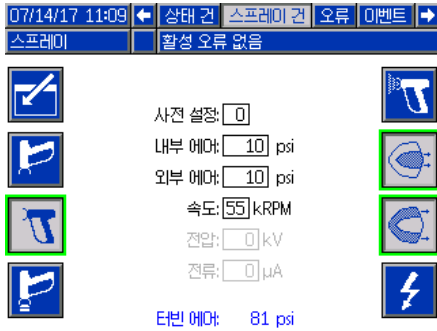 07/14/17 11:09 상태 건 스프레이 건 오류 이벤트
스프레이 활성 오류 없음
사전 설정: 0
내부 에어: 10 psi
외부 에어: 10 psi
속도: 55 kRPM
전압: 0 kV
전류: 0 µA
터빈 에어: 81 psi